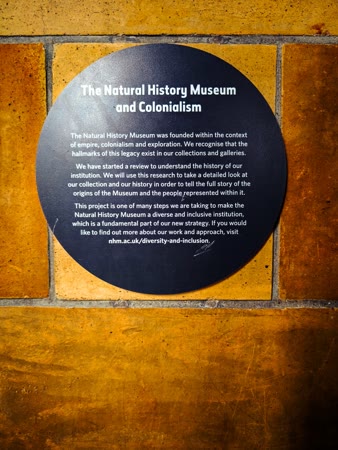 The Natural History Museum
and Colonialism
The Natural History Museum was founded within the context
of empire, colonialism and exploration. We recognise that the
hallmarks of this legacy exist in our collections and galleries.
We have started a review to understand the history of our
institution. We will use this research to take a detailed look at
our collection and our history in order to tell the full story of the
origins of the Museum and the people represented within it.
This project is one of many steps we are taking to make the
Natural History Museum a diverse and inclusive institution,
which is a fundamental part of our new strategy. If you would
like to find out more about our work and approach, visit
nhm.ac.uk/diversity-and-inclusion